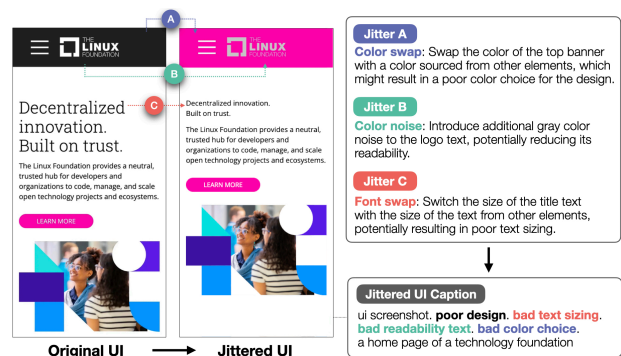 A
THE
LINUX
FOUNDATION
THE
LINUX
FOUNDATION
B
C
Decentralized
innovation.
Built on trust.
The Linux Foundation provides a neutral,
trusted hub for developers and
organizations to code, manage, and scale
open technology projects and ecosystems.
LEARN MORE
Original UI
Decentralized innovation.
Built on trust.
The Linux Foundation provides a neutral,
trusted hub for developers and
organizations to code, manage, and scale
open technology projects and ecosystems.
LEARN MORE
Jittered UI
Jitter A
Color swap: Swap the color of the top banner
with a color sourced from other elements, which
might result in a poor color choice for the design.
Jitter B
Color noise: Introduce additional gray color
noise to the logo text, potentially reducing its
readability.
Jitter C
Font swap: Switch the size of the title text
with the size of the text from other elements,
potentially resulting in poor text sizing.
Jittered UI Caption
ui screenshot. poor design. bad text sizing.
bad readability text. bad color choice.
a home page of a technology foundation